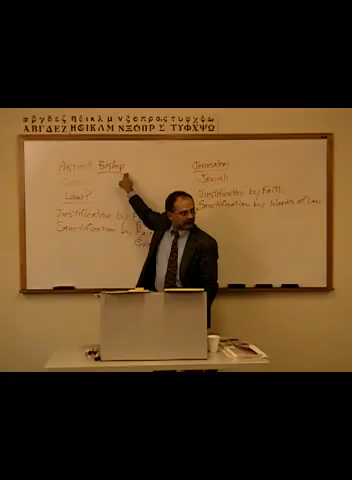 α β γ δ ε ζ η θ ι κ λ μ ν ξ ο π ρ σ τ υ φ χ ψ ω
Α Β Γ Δ Ε Ζ Η Θ Ι Κ Λ Μ Ν Ξ Ο Π Ρ Σ Τ Υ Φ Χ Ψ Ω
Bishop
Law?
Justification by
Sanctification by
Jerusalem
Jewish
Justification by Faith
Sanctification by Works of Law